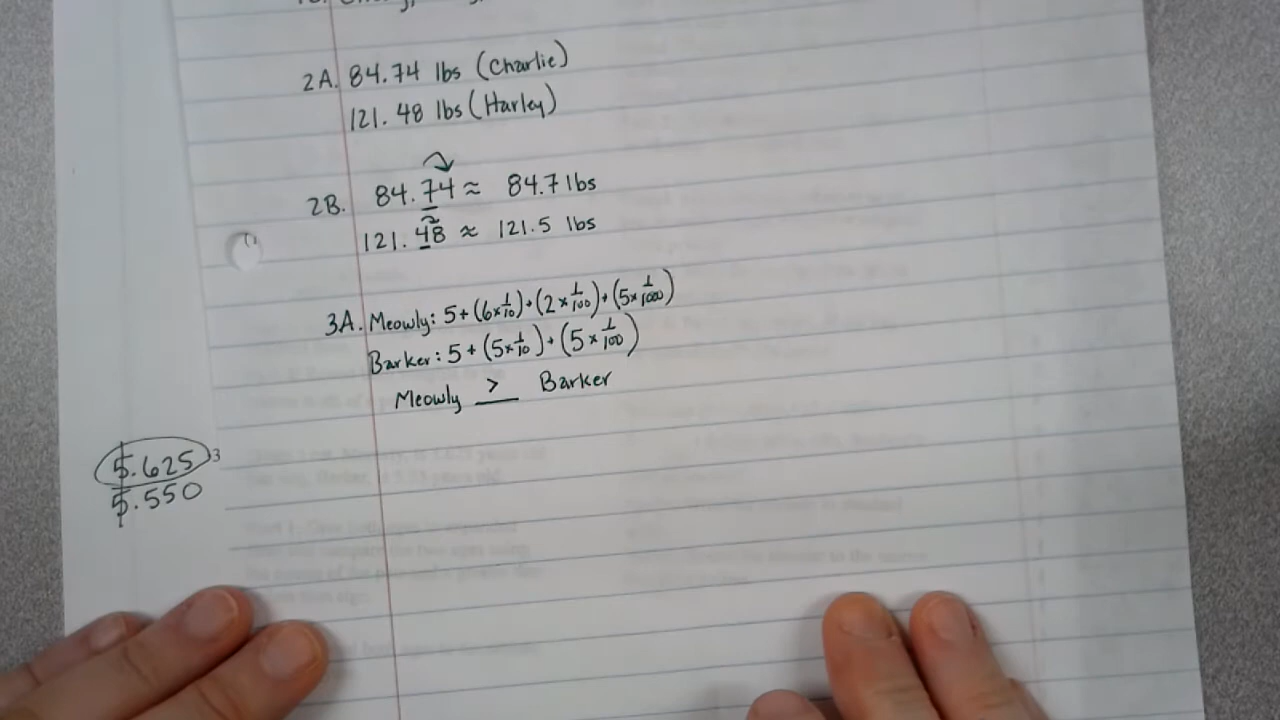 2A. 84.74 lbs (Charlie)
121.48 lbs (Harley)
2B. 84.74 ≈ 84.7 lbs
121.48 ≈ 121.5 lbs
3A. Meowly: 5+(6×1/10)+(2×1/100)+(5×1/1000)
Barker: 5+(5×1/10)+(5×1/100)
Meowly > Barker
5.625 3
5.550